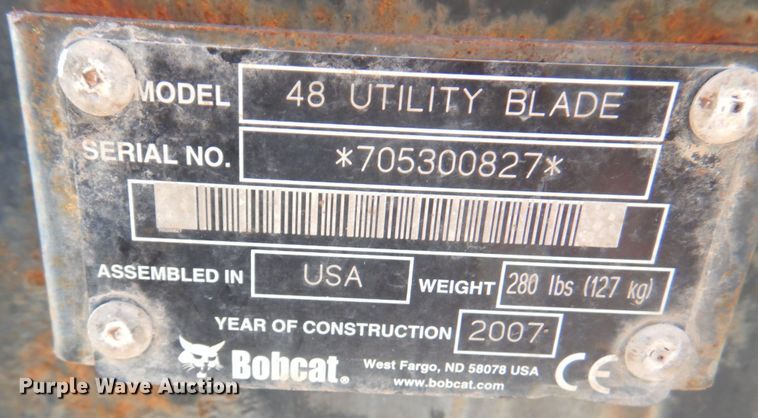 MODEL 48 UTILITY BLADE
SERIAL NO. *705300827*
ASSEMBLED IN USA WEIGHT 280 lbs (127 kg)
YEAR OF CONSTRUCTION 2007
Bobcat® West Fargo, ND 58078 USA CE
www.bobcat.com
Purple Wave Auction